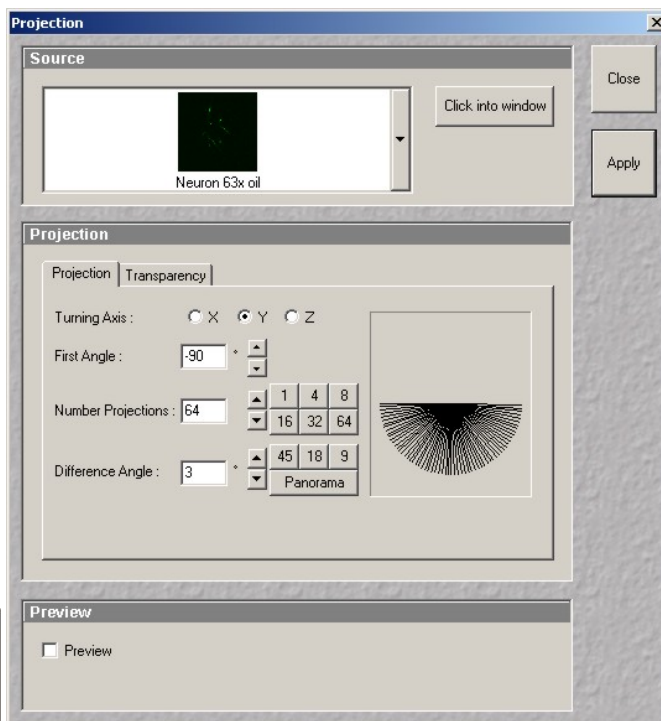 Projection
Source
Neuron 63x oil
Click into window
Close
Apply
Projection
Projection Transparency
Turning Axis : X Y Z
First Angle : -90 °
Number Projections : 64 1 4 8
16 32 64
Difference Angle : 3 ° 45 18 9
Panorama
Preview
Preview